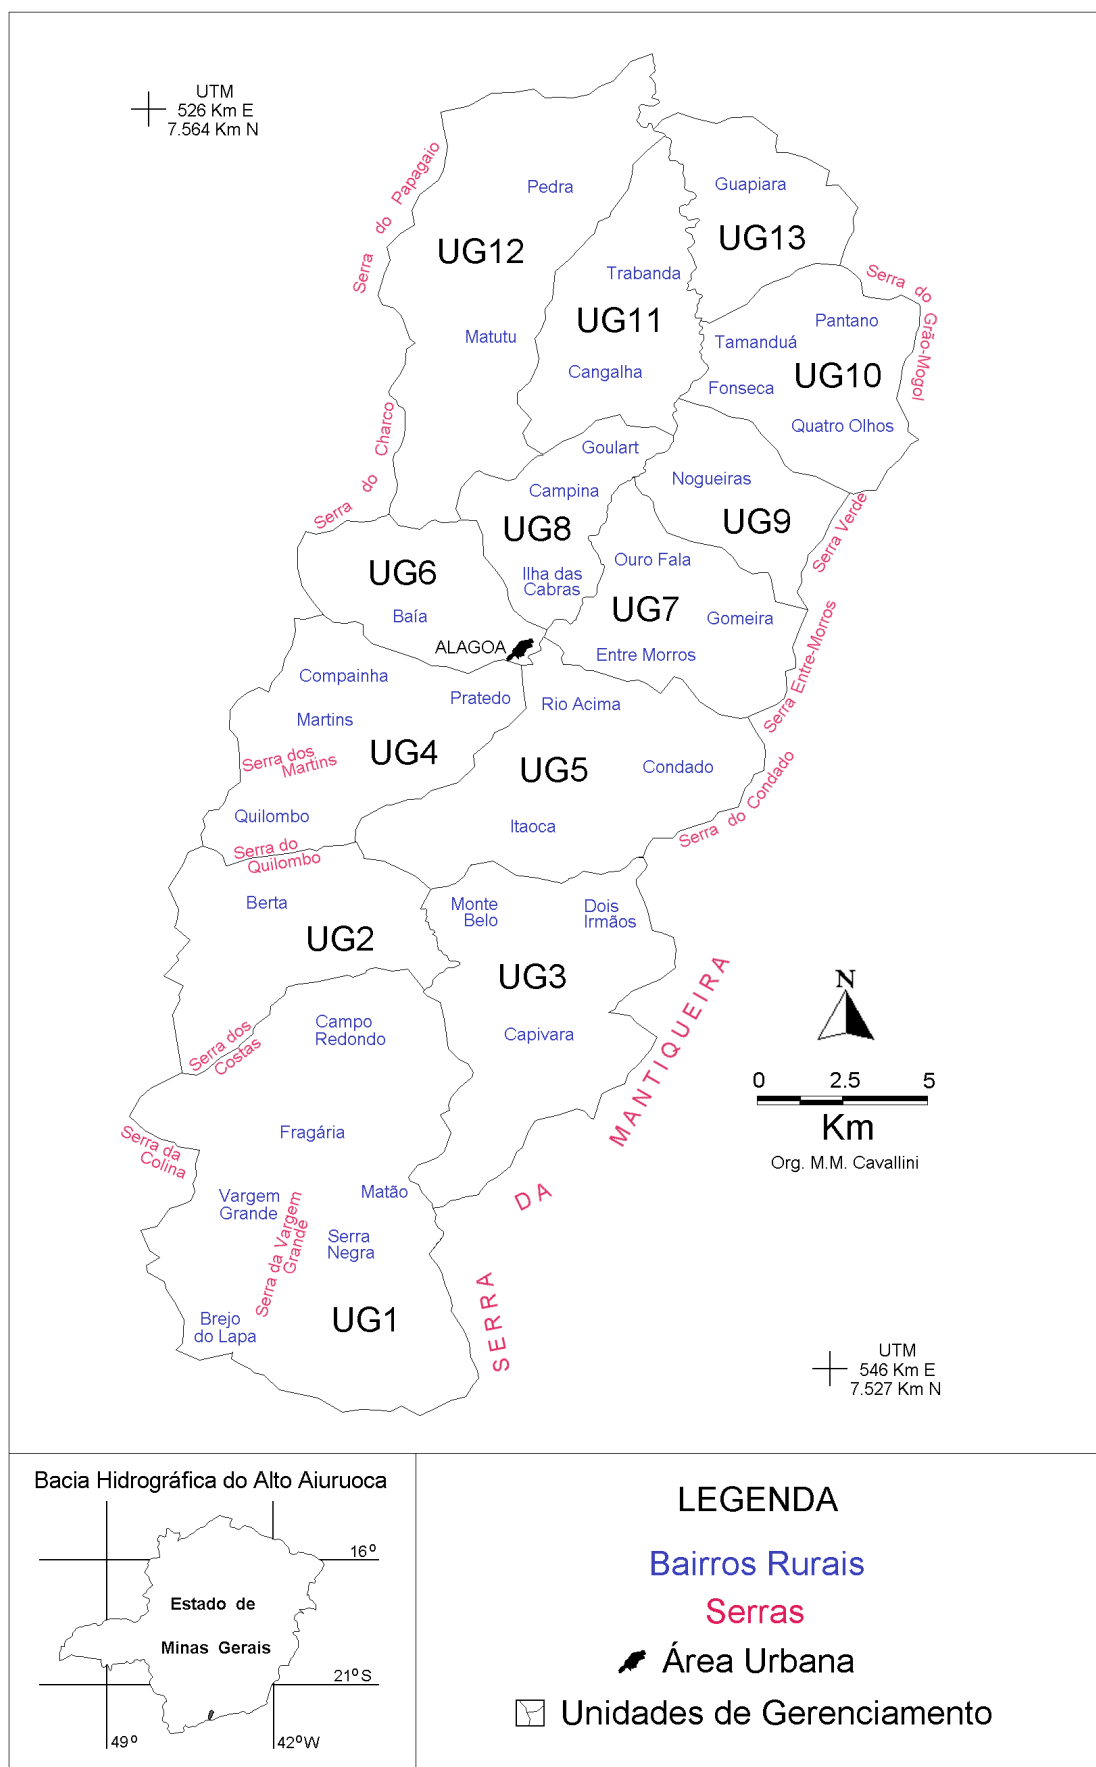 UTM
526 Km E
7.564 Km N
Serra do Papagaio
Pedra
Guapiara
UG13
UG12
Trabanda
Serra do Grão-Mogol
UG11
Pantano
Tamanduá
Matutu
Cangalha
UG10
Fonseca
Quatro Olhos
Serra do Charco
Goulart
Nogueiras
Campina
UG9
UG8
Serra Verde
Ouro Fala
UG6
Ilha das
Cabras
UG7
Baía
Gomeira
ALAGOA
Entre Morros
Serra Entre-Morros
Compainha
Pratedo
Rio Acima
Martins
UG4
Serra dos
Martins
UG5
Condado
Serra do Condado
Quilombo
Itaoca
Serra do
Quilombo
Berta
Monte
Belo
Dois
Irmãos
UG2
UG3
Campo
Redondo
Capivara
Serra dos
Costas
SERRA DA MANTIQUEIRA
N
0 2.5 5
Km
Org. M.M. Cavallini
Fragária
Serra da
Colina
Vargem
Grande
Matão
Serra da Vargem
Grande
Serra
Negra
Brejo
do Lapa
UG1
UTM
546 Km E
7.527 Km N
Bacia Hidrográfica do Alto Aiuruoca
16º
Estado de
Minas Gerais
21º S
49º
42º W
LEGENDA
Bairros Rurais
Serras
Área Urbana
Unidades de Gerenciamento